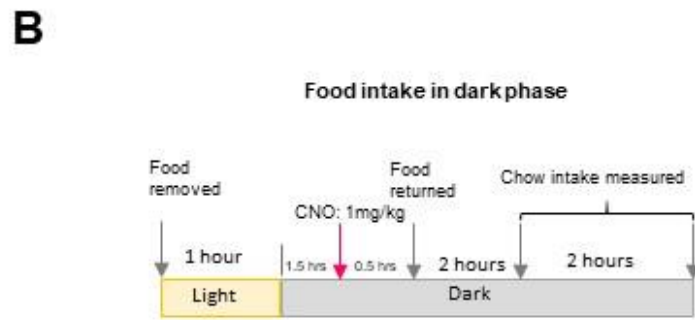 B
Food intake in dark phase
Food
removed
Food
returned
Chow intake measured
CNO: 1mg/kg
1 hour
1.5 hrs
0.5 hrs
2 hours
2 hours
Light
Dark